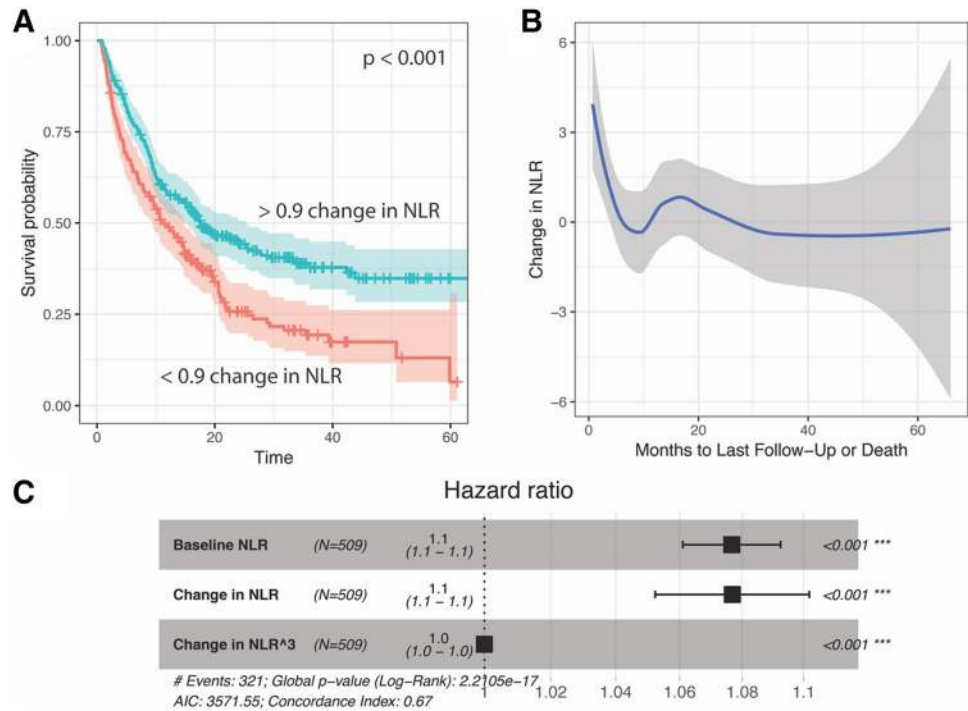 A
1.00
0.75
0.50
0.25
0.00
Survival probability
p < 0.001
> 0.9 change in NLR
< 0.9 change in NLR
0 20 40 60
Time
B
6
3
0
−3
−6
Change in NLR
0 20 40 60
Months to Last Follow−Up or Death
C
Hazard ratio
Baseline NLR (N=509) 1.1 (1.1 − 1.1) <0.001 ***
Change in NLR (N=509) 1.1 (1.1 − 1.1) <0.001 ***
Change in NLR^3 (N=509) 1.0 (1.0 − 1.0) <0.001 ***
# Events: 321; Global p−value (Log−Rank): 2.2105e−17
AIC: 3571.55; Concordance Index: 0.67
1 1.02 1.04 1.06 1.08 1.1